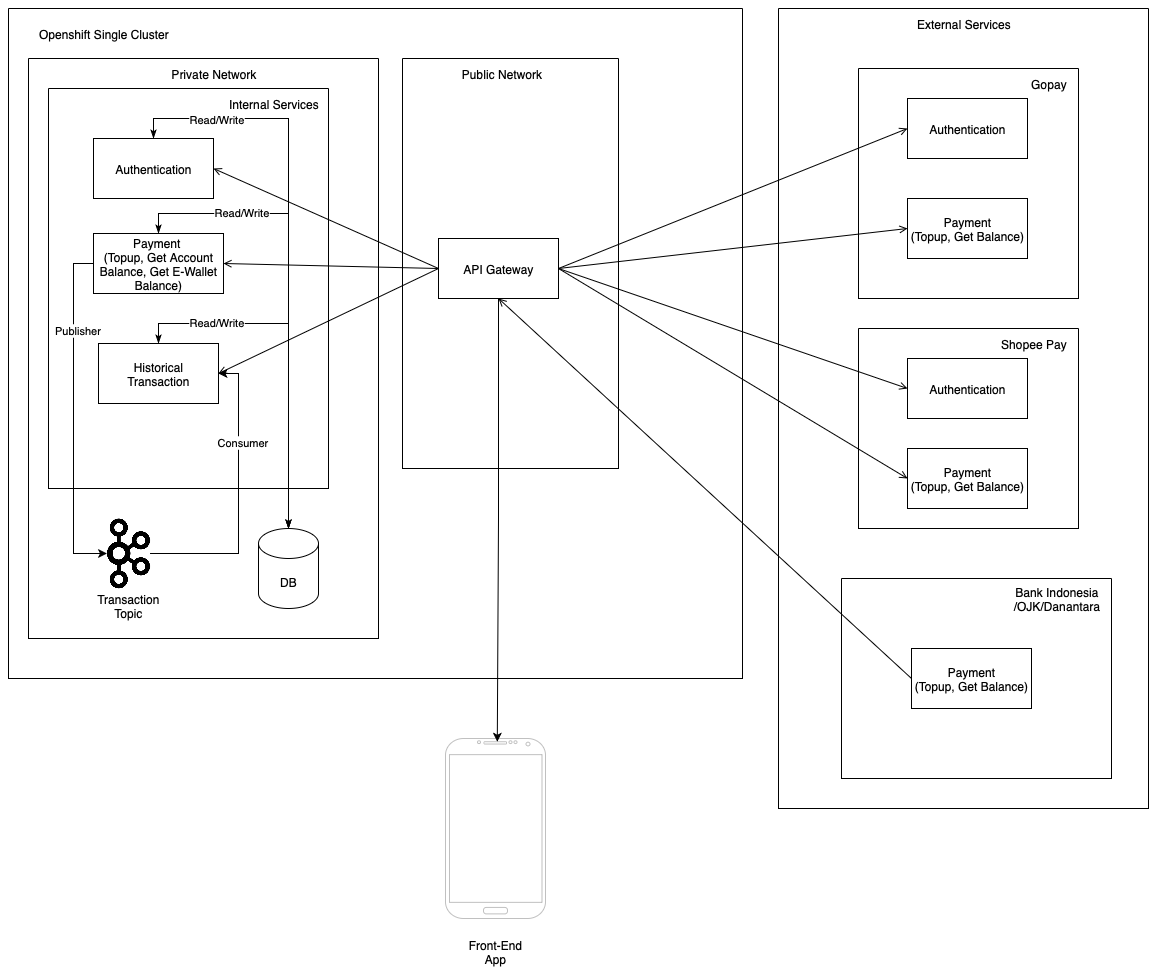 Openshift Single Cluster
Private Network
Internal Services
Read/Write
Authentication
Read/Write
Payment
(Topup, Get Account
Balance, Get E-Wallet
Balance)
Publisher
Read/Write
Historical
Transaction
Consumer
Transaction
Topic
DB
Public Network
API Gateway
Front-End
App
External Services
Gopay
Authentication
Payment
(Topup, Get Balance)
Shopee Pay
Authentication
Payment
(Topup, Get Balance)
Bank Indonesia
/OJK/Danantara
Payment
(Topup, Get Balance)